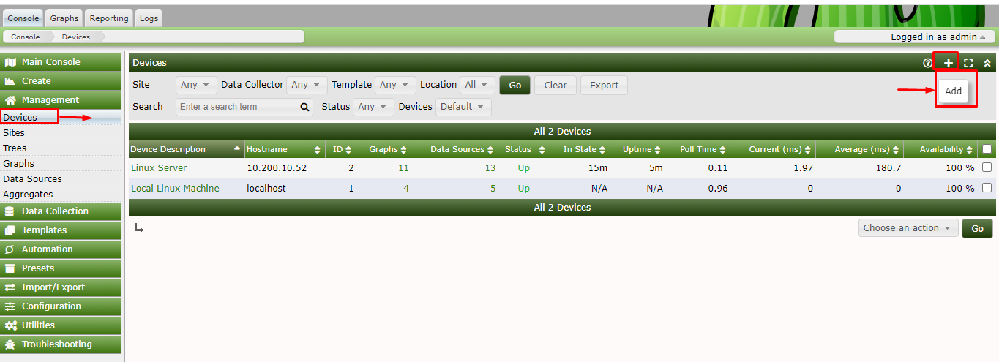 Console Graphs Reporting Logs
Console Devices Logged in as admin
Main Console
Create
Management
Devices
Sites
Trees
Graphs
Data Sources
Aggregates
Data Collection
Templates
Automation
Presets
Import/Export
Configuration
Utilities
Troubleshooting
Devices
Add
Site Any Data Collector Any Template Any Location All Go Clear Export
Search Enter a search term Status Any Devices Default
All 2 Devices
Device Description Hostname ID Graphs Data Sources Status In State Uptime Poll Time Current (ms) Average (ms) Availability
Linux Server 10.200.10.52 2 11 13 Up 15m 5m 0.11 1.97 180.7 100 %
Local Linux Machine localhost 1 4 5 Up N/A N/A 0.96 0 0 100 %
All 2 Devices
Choose an action Go